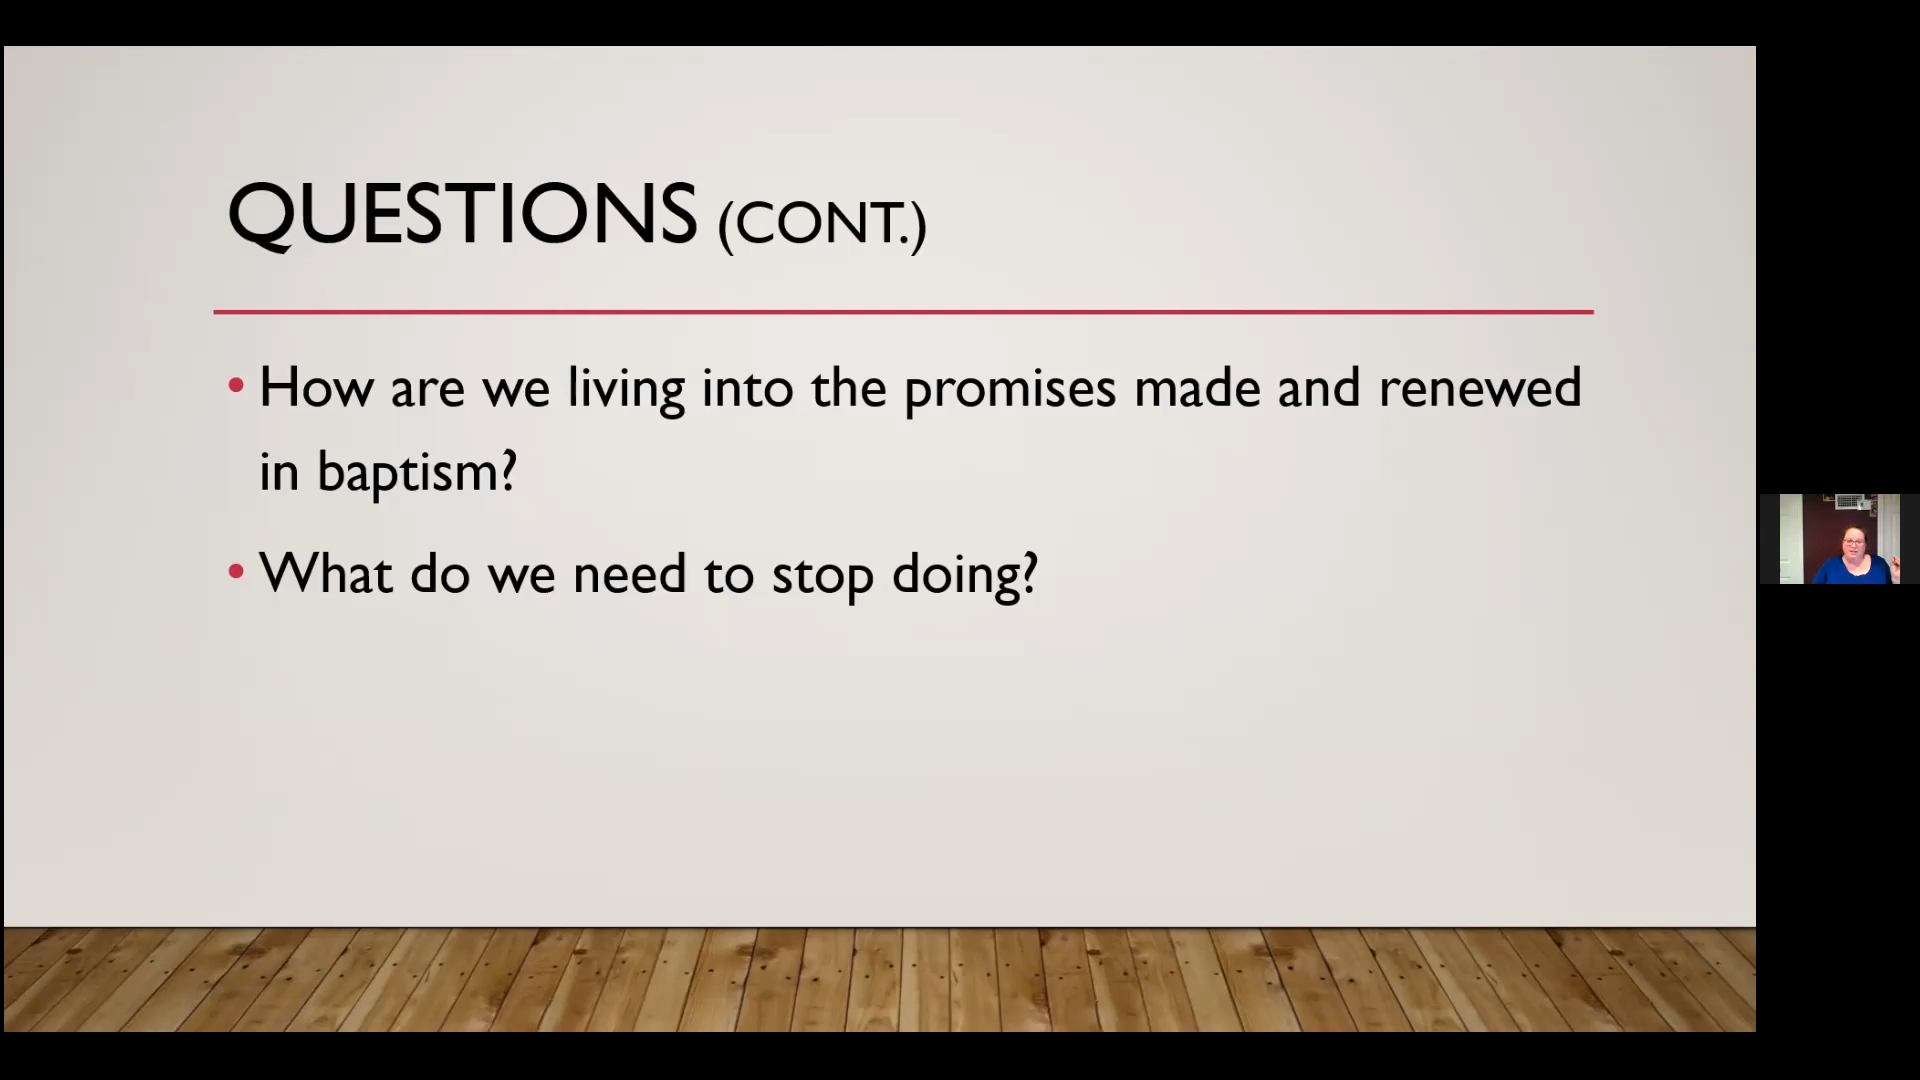 QUESTIONS (CONT.)
• How are we living into the promises made and renewed
in baptism?
• What do we need to stop doing?